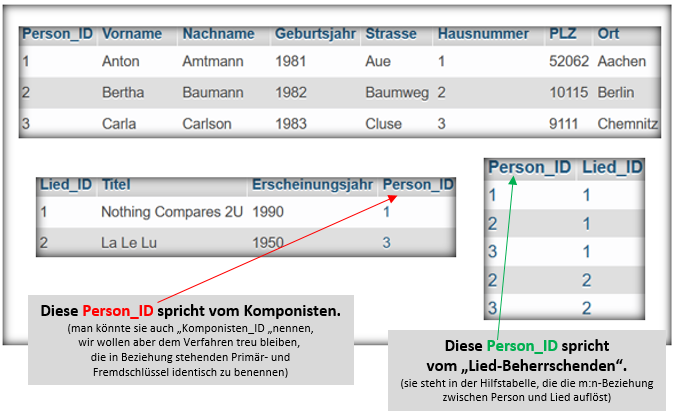 Person_ID Vorname Nachname Geburtsjahr Strasse Hausnummer PLZ Ort
1 Anton Amtmann 1981 Aue 1 52062 Aachen
2 Bertha Baumann 1982 Baumweg 2 10115 Berlin
3 Carla Carlson 1983 Cluse 3 9111 Chemnitz
Lied_ID Titel Erscheinungsjahr Person_ID
1 Nothing Compares 2U 1990 1
2 La Le Lu 1950 3
Person_ID Lied_ID
1 1
2 1
3 1
2 2
3 2
Diese Person_ID spricht vom Komponisten.
(man könnte sie auch „Komponisten_ID „nennen,
wir wollen aber dem Verfahren treu bleiben,
die in Beziehung stehenden Primär- und
Fremdschlüssel identisch zu benennen)
Diese Person_ID spricht
vom „Lied-Beherrschenden“.
(sie steht in der Hilfstabelle, die die m:n-Beziehung
zwischen Person und Lied auflöst)